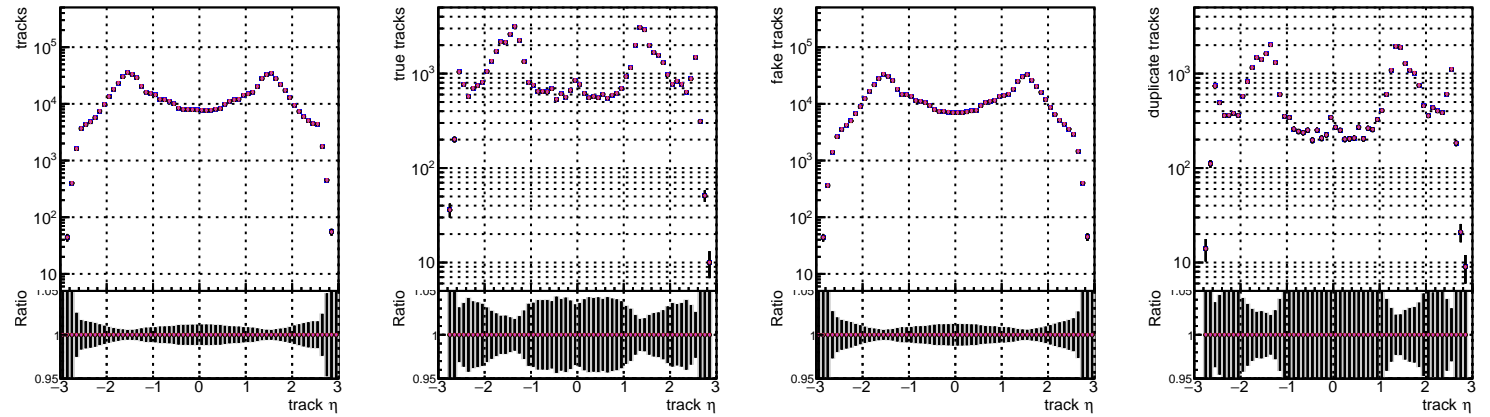 tracks
10⁵
10⁴
10³
10²
10
1.05
Ratio
1
0.95
−3 −2 −1 0 1 2 3
track η
true tracks
10³
10²
10
1.05
Ratio
1
0.95
−3 −2 −1 0 1 2 3
track η
fake tracks
10⁵
10⁴
10³
10²
10
1.05
Ratio
1
0.95
−3 −2 −1 0 1 2 3
track η
duplicate tracks
10³
10²
10
1.05
Ratio
1
0.95
−3 −2 −1 0 1 2 3
track η